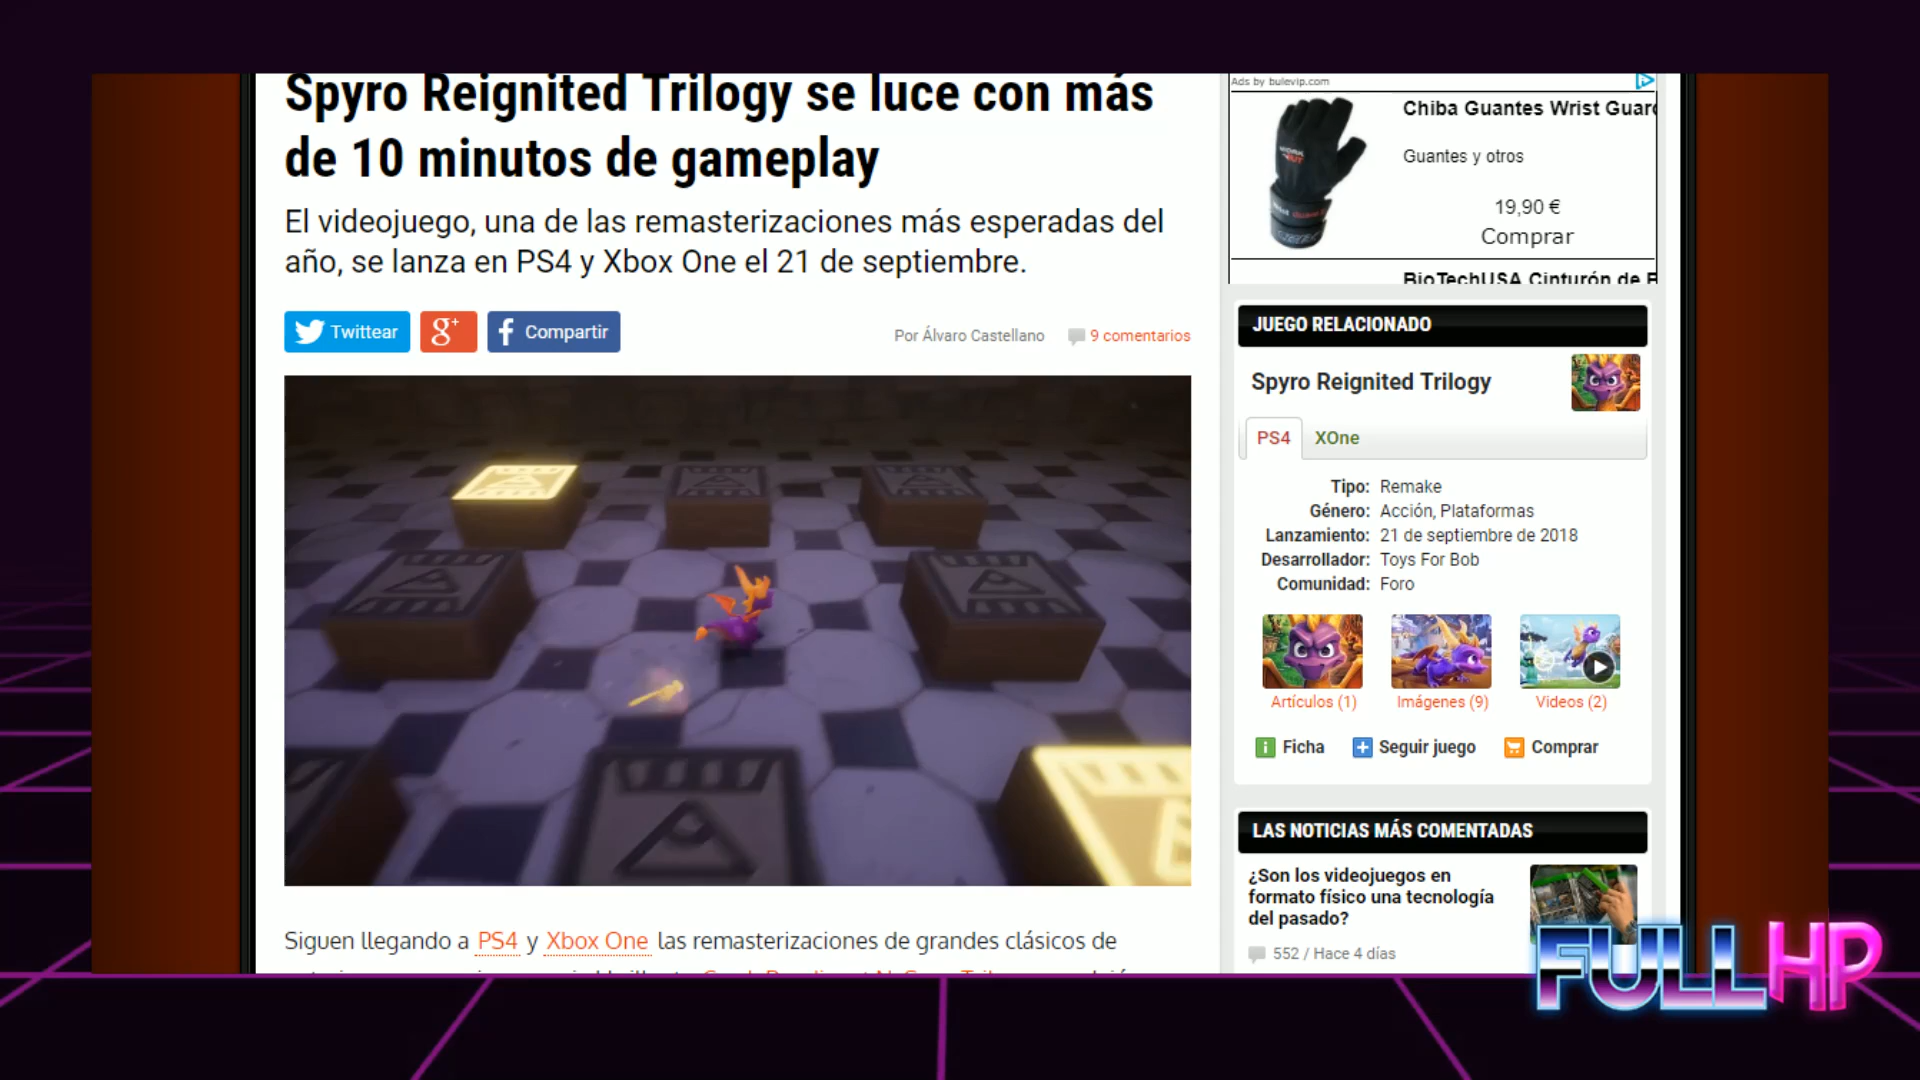 Spyro Reignited Trilogy se luce con más
de 10 minutos de gameplay
El videojuego, una de las remasterizaciones más esperadas del
año, se lanza en PS4 y Xbox One el 21 de septiembre.
Twittear
g+
Compartir
Por Álvaro Castellano
9 comentarios
Siguen llegando a PS4 y Xbox One las remasterizaciones de grandes clásicos de
Ads by bulevip.com
Chiba Guantes Wrist Guard
Guantes y otros
19,90 €
Comprar
BioTechUSA Cinturón de
JUEGO RELACIONADO
Spyro Reignited Trilogy
PS4 XOne
Tipo: Remake
Género: Acción, Plataformas
Lanzamiento: 21 de septiembre de 2018
Desarrollador: Toys For Bob
Comunidad: Foro
Artículos (1) Imágenes (9) Videos (2)
Ficha Seguir juego Comprar
LAS NOTICIAS MÁS COMENTADAS
¿Son los videojuegos en
formato físico una tecnología
del pasado?
552 / Hace 4 días
FULL HP